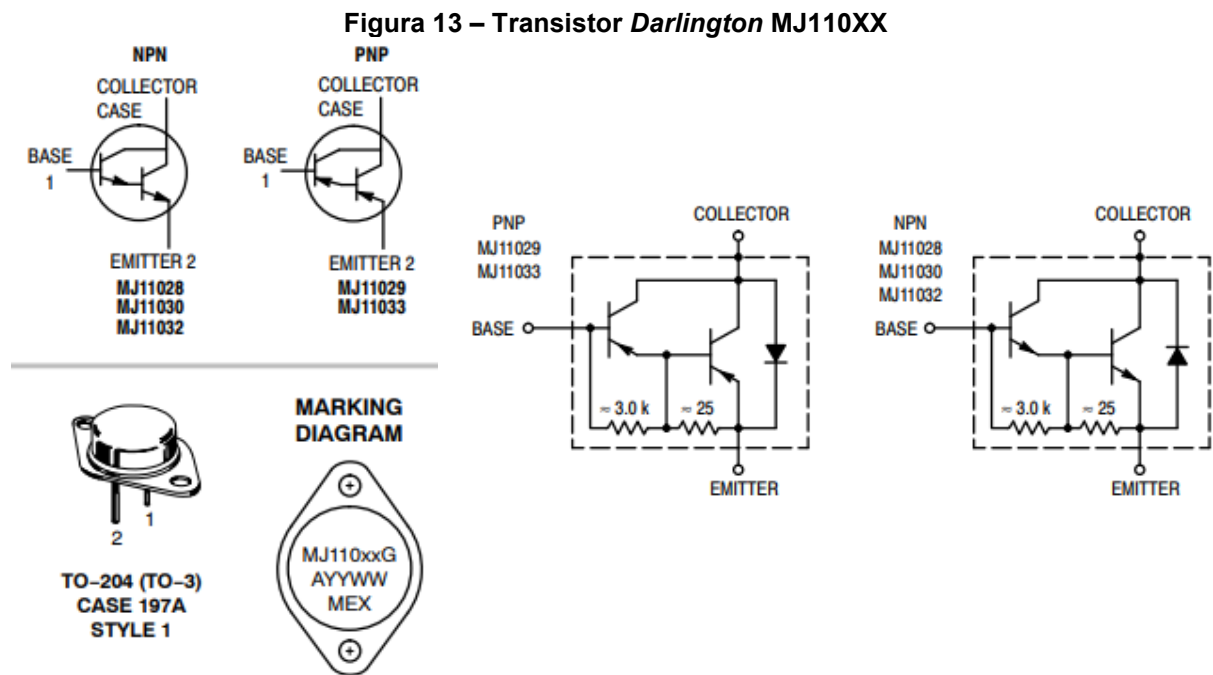 Figura 13 – Transistor Darlington MJ110XX
NPN
COLLECTOR
CASE
BASE
1
EMITTER 2
MJ11028
MJ11030
MJ11032
PNP
COLLECTOR
CASE
BASE
1
EMITTER 2
MJ11029
MJ11033
2
1
TO–204 (TO–3)
CASE 197A
STYLE 1
MARKING
DIAGRAM
MJ110xxG
AYYWW
MEX
PNP
MJ11029
MJ11033
COLLECTOR
BASE
≈ 3.0 k
≈ 25
EMITTER
NPN
MJ11028
MJ11030
MJ11032
COLLECTOR
BASE
≈ 3.0 k
≈ 25
EMITTER